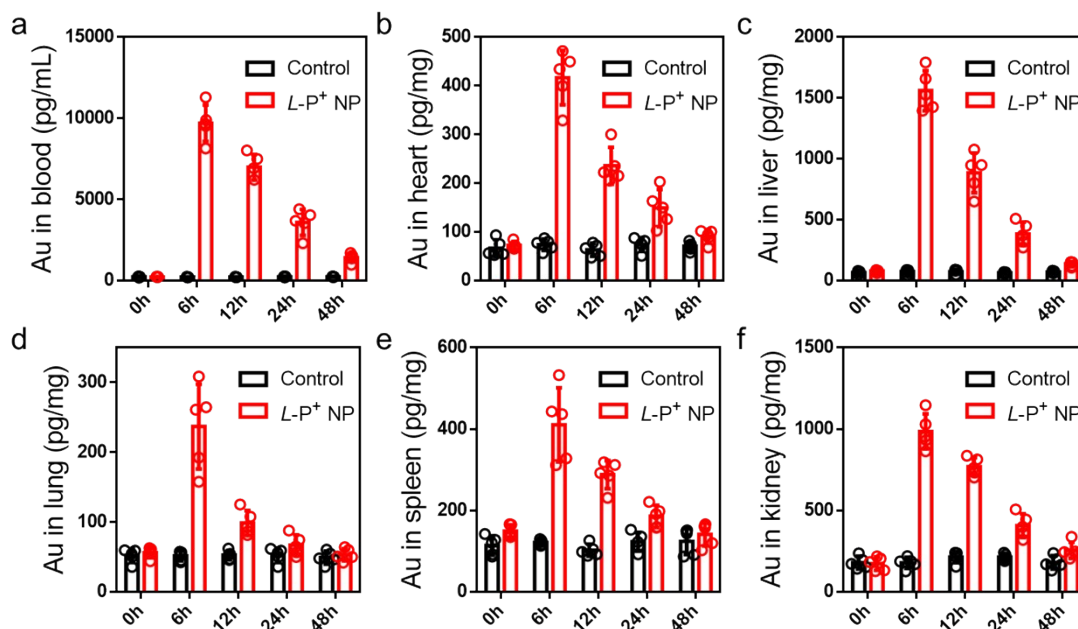 a
Au in blood (pg/mL)
15000
10000
5000
0
Control
L-P⁺ NP
0h
6h
12h
24h
48h
b
Au in heart (pg/mg)
500
400
300
200
100
0
Control
L-P⁺ NP
0h
6h
12h
24h
48h
c
Au in liver (pg/mg)
2000
1500
1000
500
0
Control
L-P⁺ NP
0h
6h
12h
24h
48h
d
Au in lung (pg/mg)
300
200
100
0
Control
L-P⁺ NP
0h
6h
12h
24h
48h
e
Au in spleen (pg/mg)
600
400
200
0
Control
L-P⁺ NP
0h
6h
12h
24h
48h
f
Au in kidney (pg/mg)
1500
1000
500
0
Control
L-P⁺ NP
0h
6h
12h
24h
48h